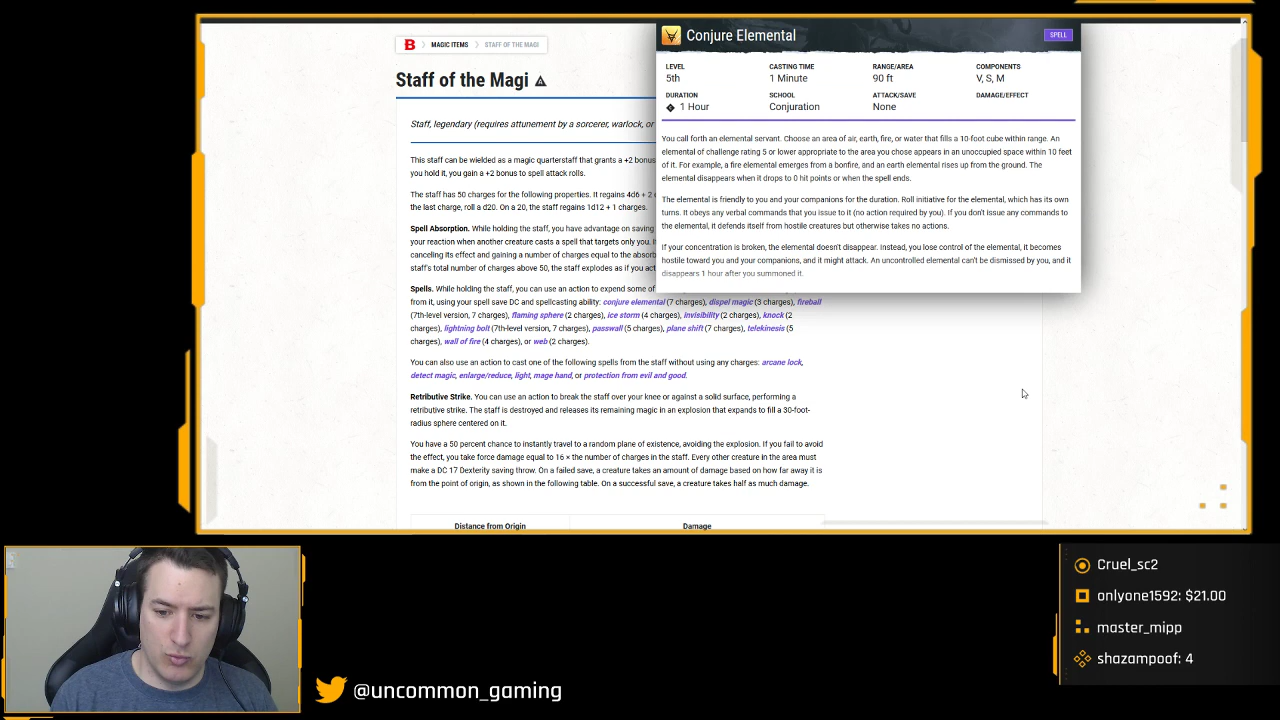 B MAGIC ITEMS STAFF OF THE MAGI
Staff of the Magi
Staff, legendary (requires attunement by a sorcerer, warlock, or
This staff can be wielded as a magic quarterstaff that grants a +2 bonus
you hold it, you gain a +2 bonus to spell attack rolls.
The staff has 50 charges for the following properties. It regains 4d6 + 2
the last charge, roll a d20. On a 20, the staff regains 1d12 + 1 charges.
Spell Absorption. While holding the staff, you have advantage on saving
your reaction when another creature casts a spell that targets only you.
canceling its effect and gaining a number of charges equal to the absorb
staff's total number of charges above 50, the staff explodes as if you act
Spells. While holding the staff, you can use an action to expend some of
from it, using your spell save DC and spellcasting ability: conjure elemental (7 charges), dispel magic (3 charges), fireball
(7th-level version, 7 charges), flaming sphere (2 charges), ice storm (4 charges), invisibility (2 charges), knock (2
charges), lightning bolt (7th-level version, 7 charges), passwall (5 charges), plane shift (7 charges), telekinesis (5
charges), wall of fire (4 charges), or web (2 charges).
You can also use an action to cast one of the following spells from the staff without using any charges: arcane lock,
detect magic, enlarge/reduce, light, mage hand, or protection from evil and good.
Retributive Strike. You can use an action to break the staff over your knee or against a solid surface, performing a
retributive strike. The staff is destroyed and releases its remaining magic in an explosion that expands to fill a 30-foot-
radius sphere centered on it.
You have a 50 percent chance to instantly travel to a random plane of existence, avoiding the explosion. If you fail to avoid
the effect, you take force damage equal to 16 × the number of charges in the staff. Every other creature in the area must
make a DC 17 Dexterity saving throw. On a failed save, a creature takes an amount of damage based on how far away it is
from the point of origin, as shown in the following table. On a successful save, a creature takes half as much damage.
Distance from Origin Damage
Conjure Elemental SPELL
LEVEL CASTING TIME RANGE/AREA COMPONENTS
5th 1 Minute 90 ft V, S, M
DURATION SCHOOL ATTACK/SAVE DAMAGE/EFFECT
1 Hour Conjuration None
You call forth an elemental servant. Choose an area of air, earth, fire, or water that fills a 10-foot cube within range. An
elemental of challenge rating 5 or lower appropriate to the area you chose appears in an unoccupied space within 10 feet
of it. For example, a fire elemental emerges from a bonfire, and an earth elemental rises up from the ground. The
elemental disappears when it drops to 0 hit points or when the spell ends.
The elemental is friendly to you and your companions for the duration. Roll initiative for the elemental, which has its own
turns. It obeys any verbal commands that you issue to it (no action required by you). If you don't issue any commands to
the elemental, it defends itself from hostile creatures but otherwise takes no actions.
If your concentration is broken, the elemental doesn't disappear. Instead, you lose control of the elemental, it becomes
hostile toward you and your companions, and it might attack. An uncontrolled elemental can't be dismissed by you, and it
disappears 1 hour after you summoned it.
@uncommon_gaming
Cruel_sc2
onlyone1592: $21.00
master_mipp
shazampoof: 4